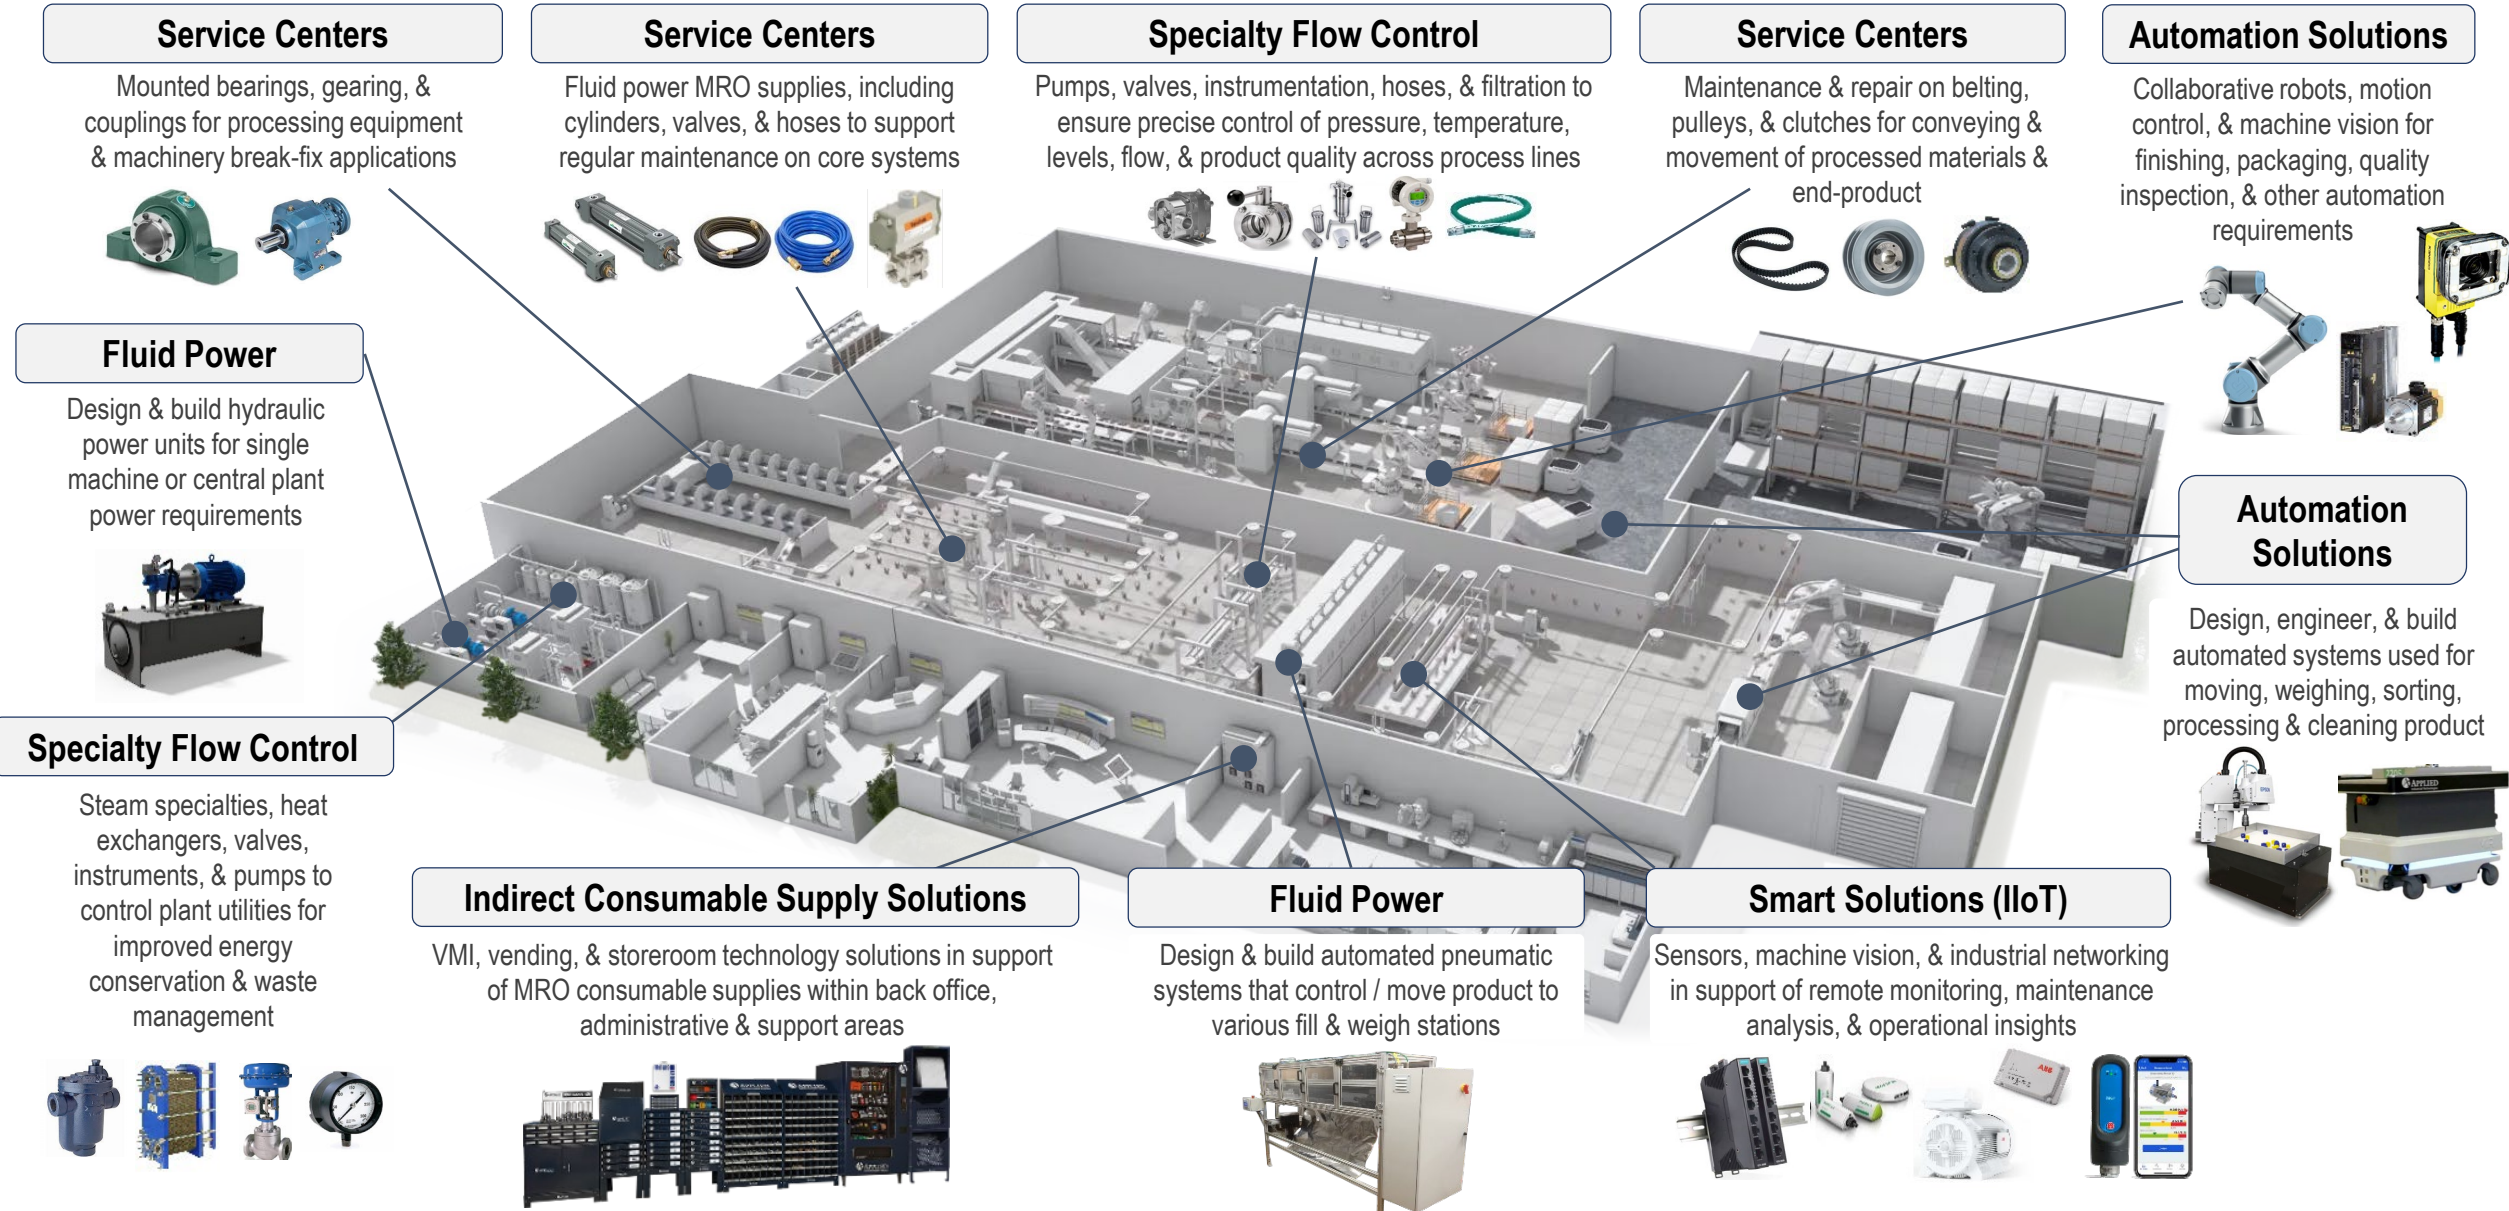 Service Centers
Mounted bearings, gearing, &
couplings for processing equipment
& machinery break-fix applications
Service Centers
Fluid power MRO supplies, including
cylinders, valves, & hoses to support
regular maintenance on core systems
Specialty Flow Control
Pumps, valves, instrumentation, hoses, & filtration to
ensure precise control of pressure, temperature,
levels, flow, & product quality across process lines
Service Centers
Maintenance & repair on belting,
pulleys, & clutches for conveying &
movement of processed materials &
end-product
Automation Solutions
Collaborative robots, motion
control, & machine vision for
finishing, packaging, quality
inspection, & other automation
requirements
Fluid Power
Design & build hydraulic
power units for single
machine or central plant
power requirements
Automation
Solutions
Design, engineer, & build
automated systems used for
moving, weighing, sorting,
processing & cleaning product
EPSON
APPLIED
Specialty Flow Control
Steam specialties, heat
exchangers, valves,
instruments, & pumps to
control plant utilities for
improved energy
conservation & waste
management
Indirect Consumable Supply Solutions
VMI, vending, & storeroom technology solutions in support
of MRO consumable supplies within back office,
administrative & support areas
APPLIED
APPLIED
APPLIED
Fluid Power
Design & build automated pneumatic
systems that control / move product to
various fill & weigh stations
Smart Solutions (IIoT)
Sensors, machine vision, & industrial networking
in support of remote monitoring, maintenance
analysis, & operational insights
ABB